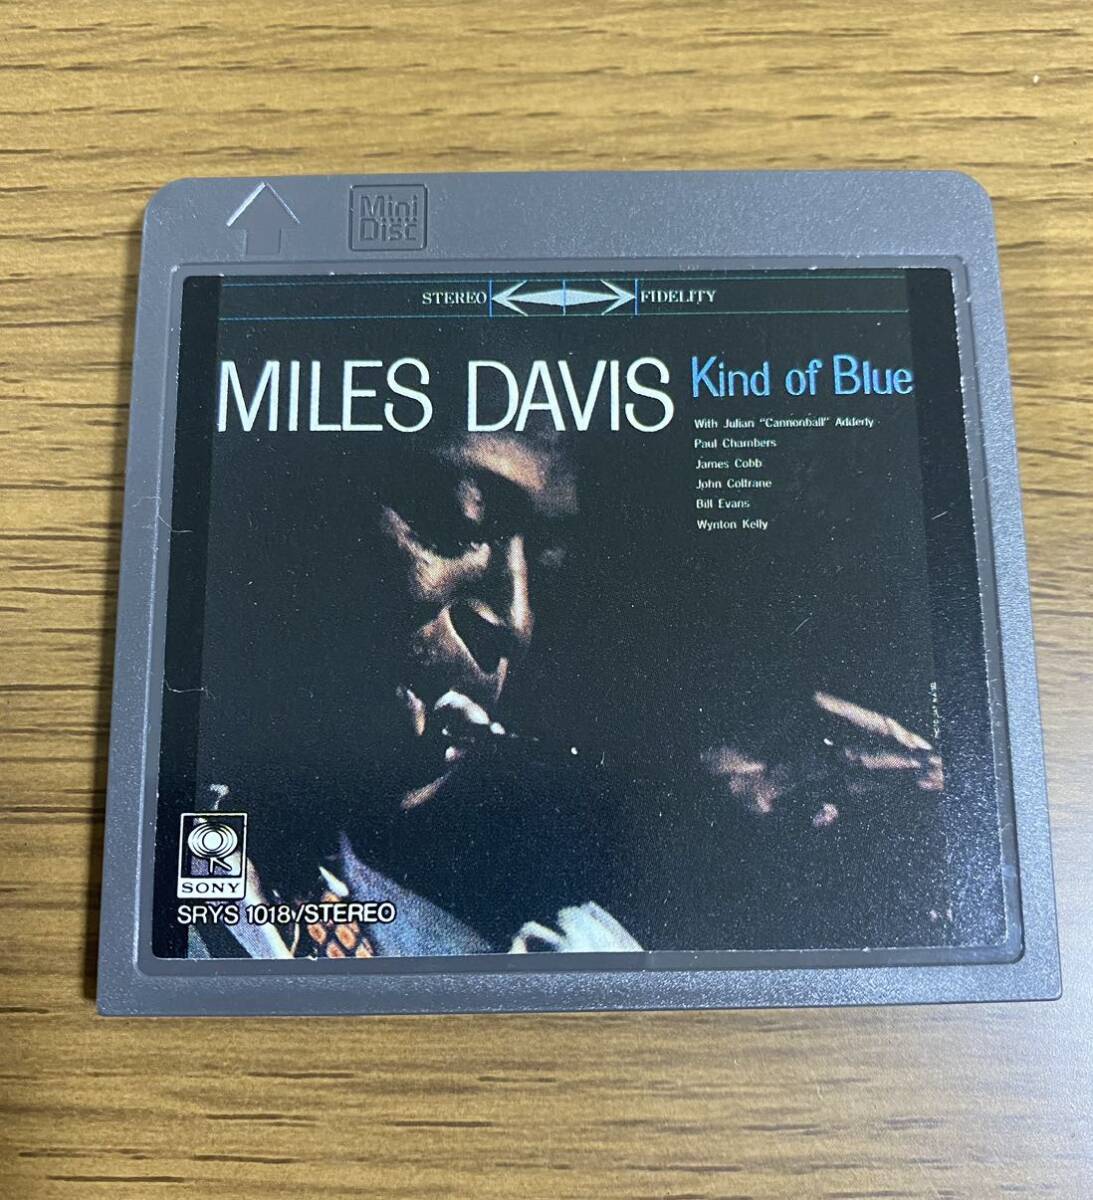 Mini
Disc
STEREO FIDELITY
MILES DAVIS
Kind of Blue
With Julian "Cannonball" Adderly
Paul Chambers
James Cobb
John Coltrane
Bill Evans
Wynton Kelly
SONY
SRYS 1018/STEREO